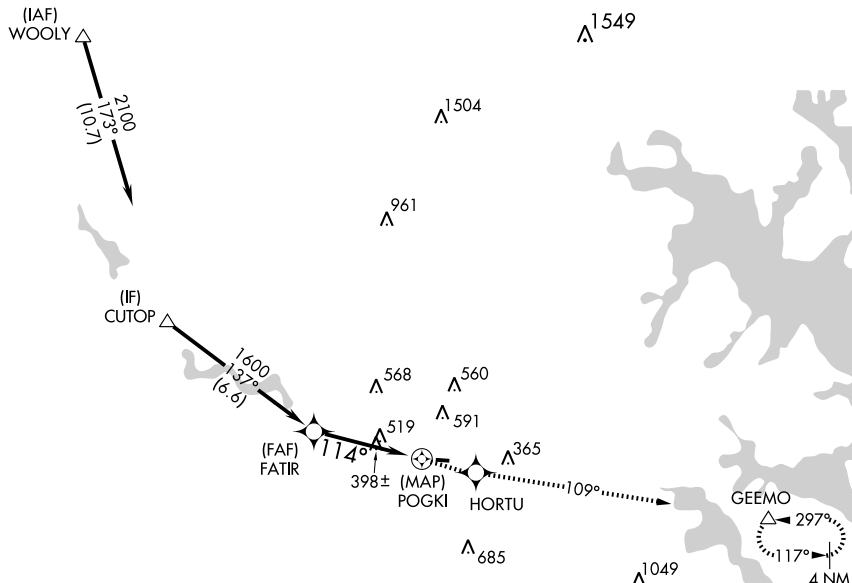 (IAF)
WOOLY
2100
173°
(10.7)
1549
1504
961
(IF)
CUTOP
1600
137°
(6.6)
568
560
591
519
(FAF)
FATIR
114°
398±
(MAP)
POGKI
365
HORTU
109°
GEEMO
297°
117°
4 NM
685
1049